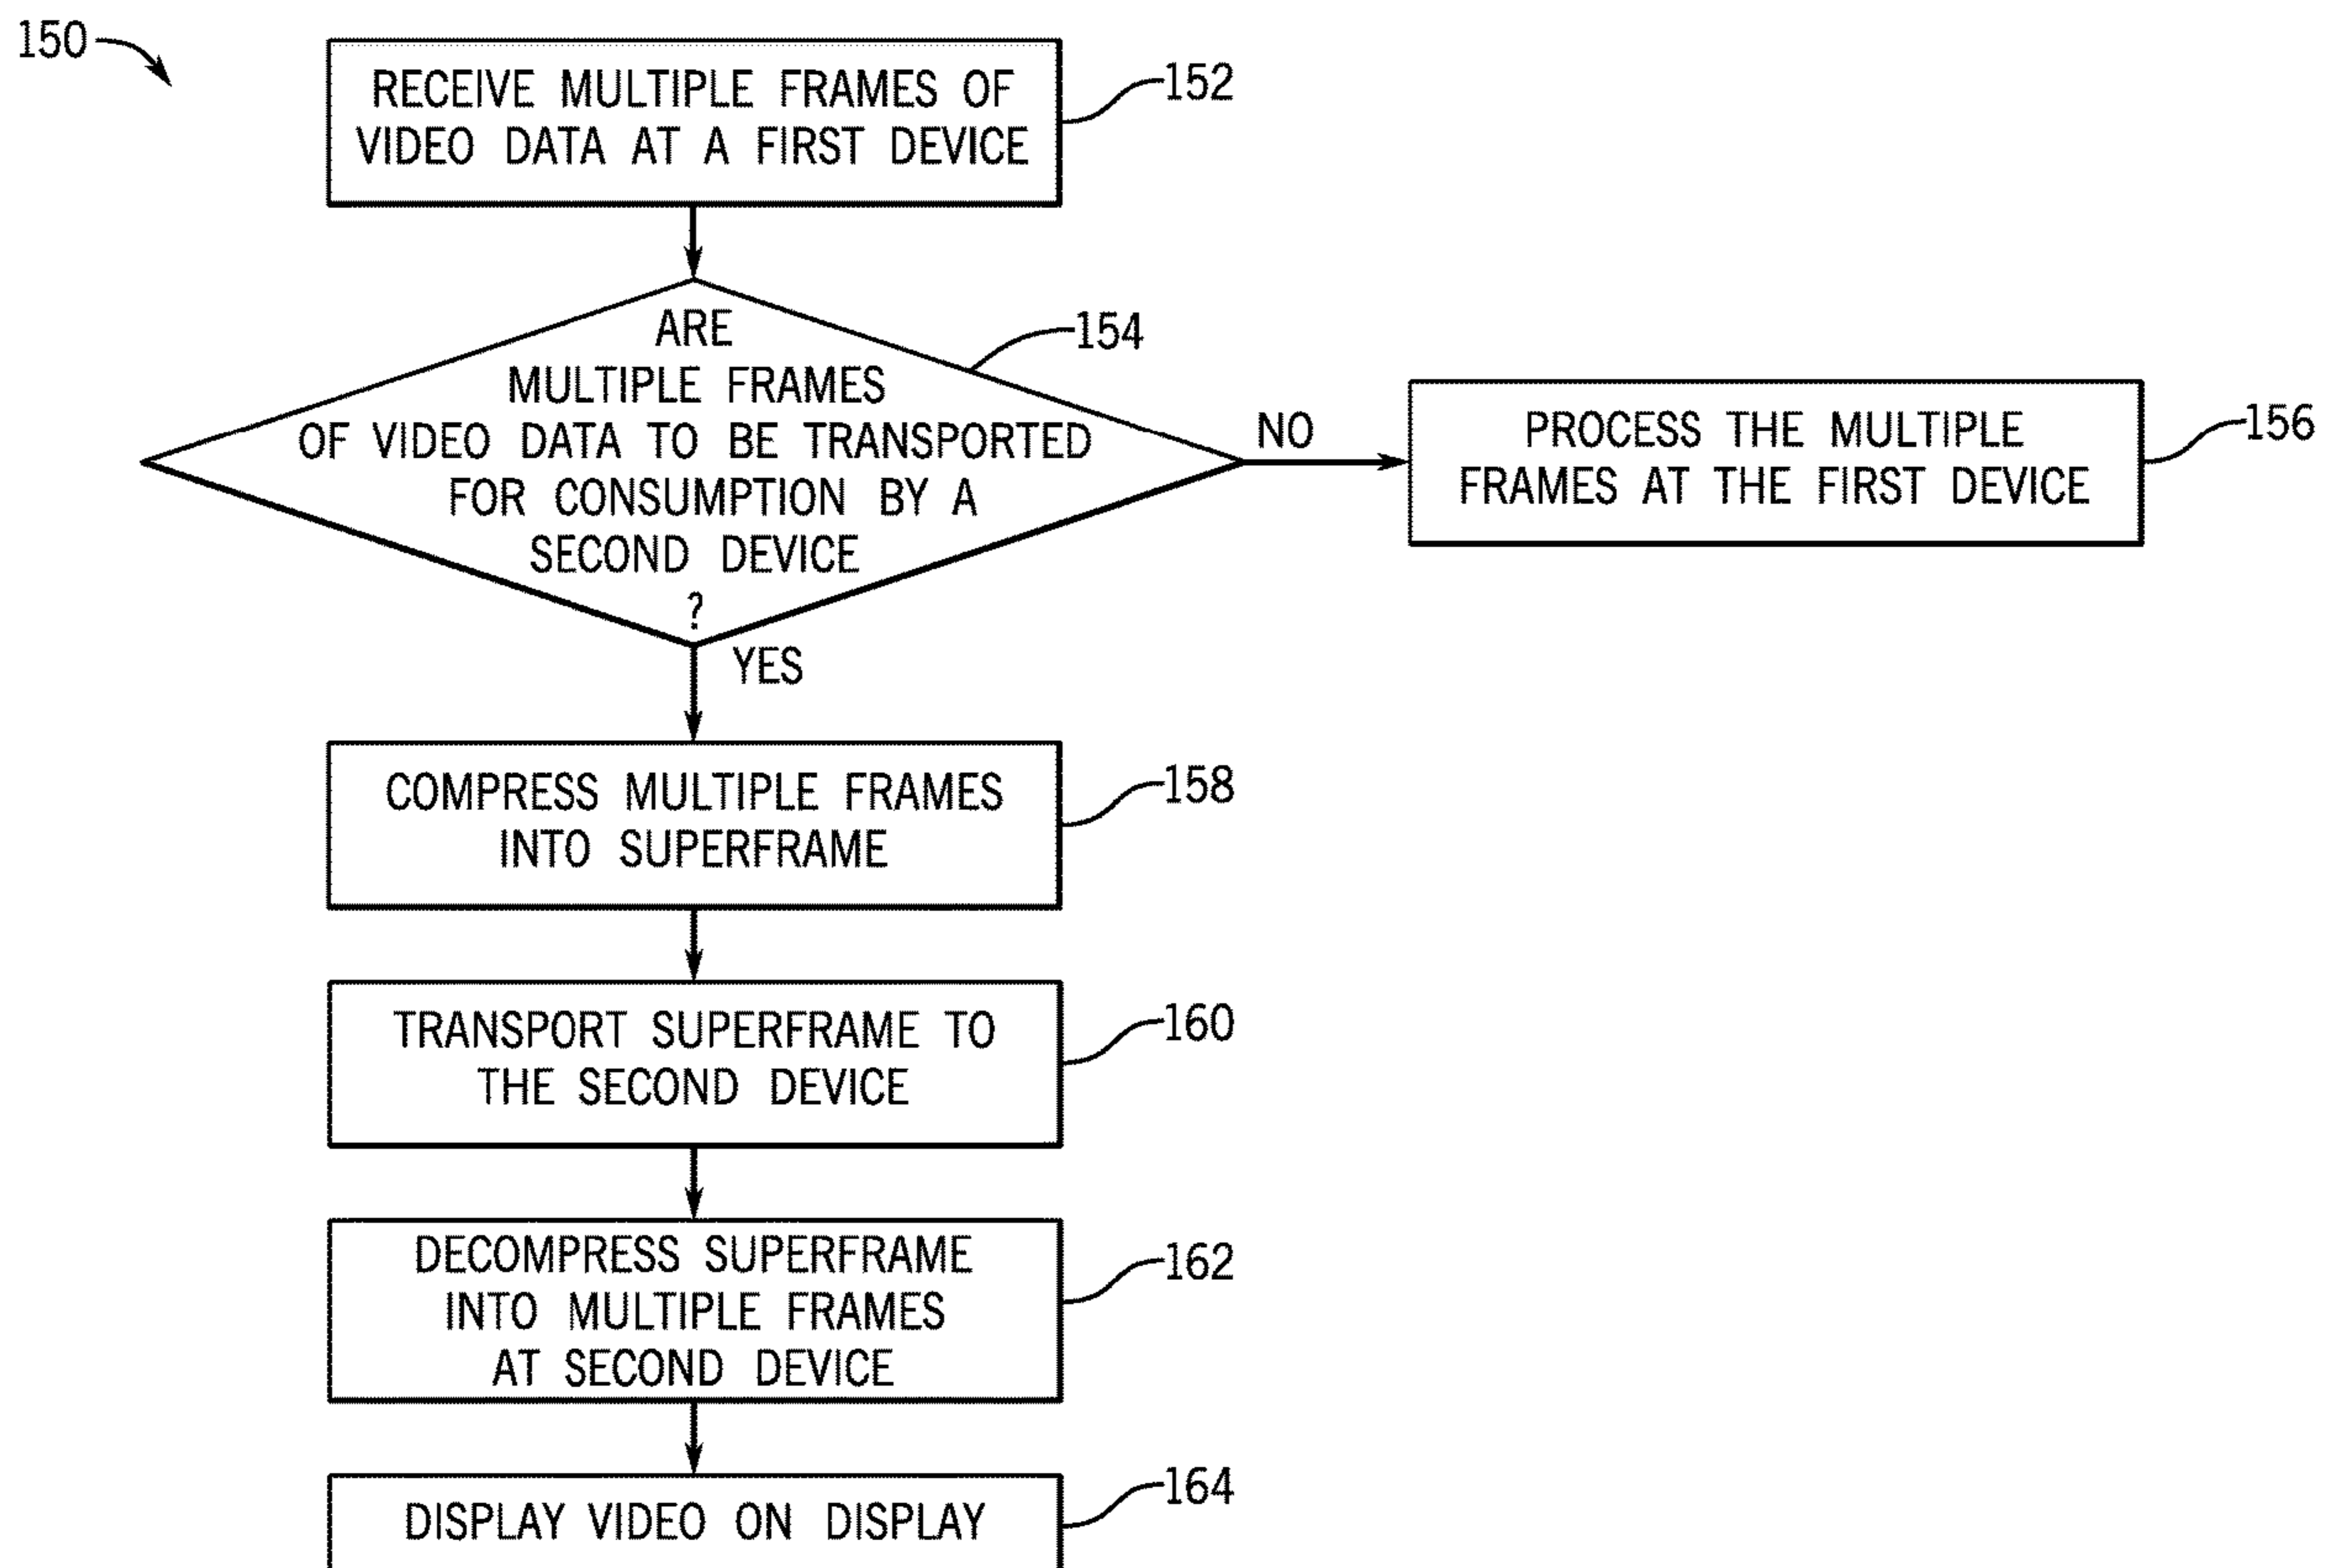 150
RECEIVE MULTIPLE FRAMES OF
VIDEO DATA AT A FIRST DEVICE
152
ARE
MULTIPLE FRAMES
OF VIDEO DATA TO BE TRANSPORTED
FOR CONSUMPTION BY A
SECOND DEVICE
?
154
NO
PROCESS THE MULTIPLE
FRAMES AT THE FIRST DEVICE
156
YES
COMPRESS MULTIPLE FRAMES
INTO SUPERFRAME
158
TRANSPORT SUPERFRAME TO
THE SECOND DEVICE
160
DECOMPRESS SUPERFRAME
INTO MULTIPLE FRAMES
AT SECOND DEVICE
162
DISPLAY VIDEO ON DISPLAY
164